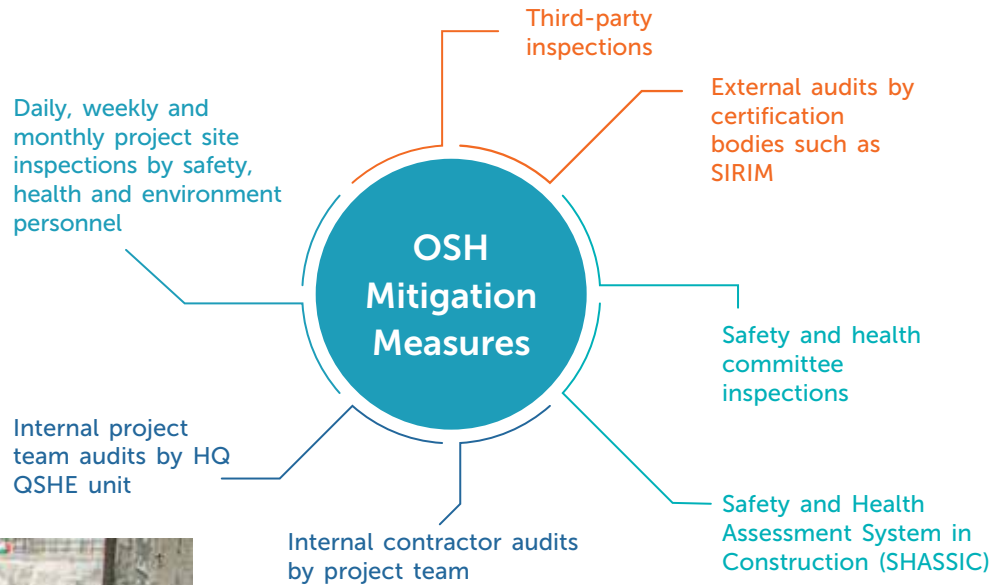 Third-party
inspections
External audits by
certification
bodies such as
SIRIM
Daily, weekly and
monthly project site
inspections by safety,
health and environment
personnel
OSH
Mitigation
Measures
Safety and health
committee
inspections
Internal project
team audits by HQ
QSHE unit
Internal contractor audits
by project team
Safety and Health
Assessment System in
Construction (SHASSIC)